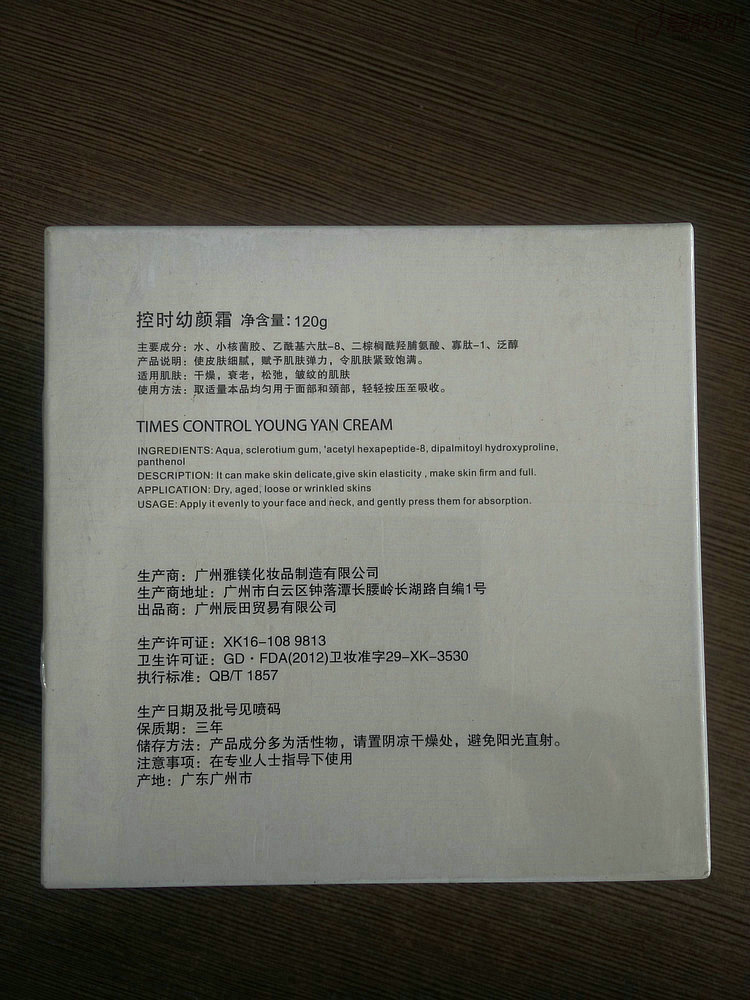 控时幼颜霜 净含量：120g
主要成分：水、小核菌胶、乙酰基六肽-8、二棕榈酰羟脯氨酸、寡肽-1、泛醇
产品说明：使皮肤细腻，赋予肌肤弹力，令肌肤紧致饱满。
适用肌肤：干燥，衰老，松弛，皱纹的肌肤
使用方法：取适量本品均匀用于面部和颈部，轻轻按压至吸收。
TIMES CONTROL YOUNG YAN CREAM
INGREDIENTS: Aqua, sclerotium gum, 'acetyl hexapeptide-8, dipalmitoyl hydroxyproline,
panthenol
DESCRIPTION: It can make skin delicate,give skin elasticity , make skin firm and full.
APPLICATION: Dry, aged, loose or wrinkled skins
USAGE: Apply it evenly to your face and neck, and gently press them for absorption.
生产商：广州雅镁化妆品制造有限公司
生产商地址：广州市白云区钟落潭长腰岭长湖路自编1号
出品商：广州辰田贸易有限公司
生产许可证：XK16-108 9813
卫生许可证：GD·FDA(2012)卫妆准字29-XK-3530
执行标准：QB/T 1857
生产日期及批号见喷码
保质期：三年
储存方法：产品成分多为活性物，请置阴凉干燥处，避免阳光直射。
注意事项：在专业人士指导下使用
产地：广东广州市